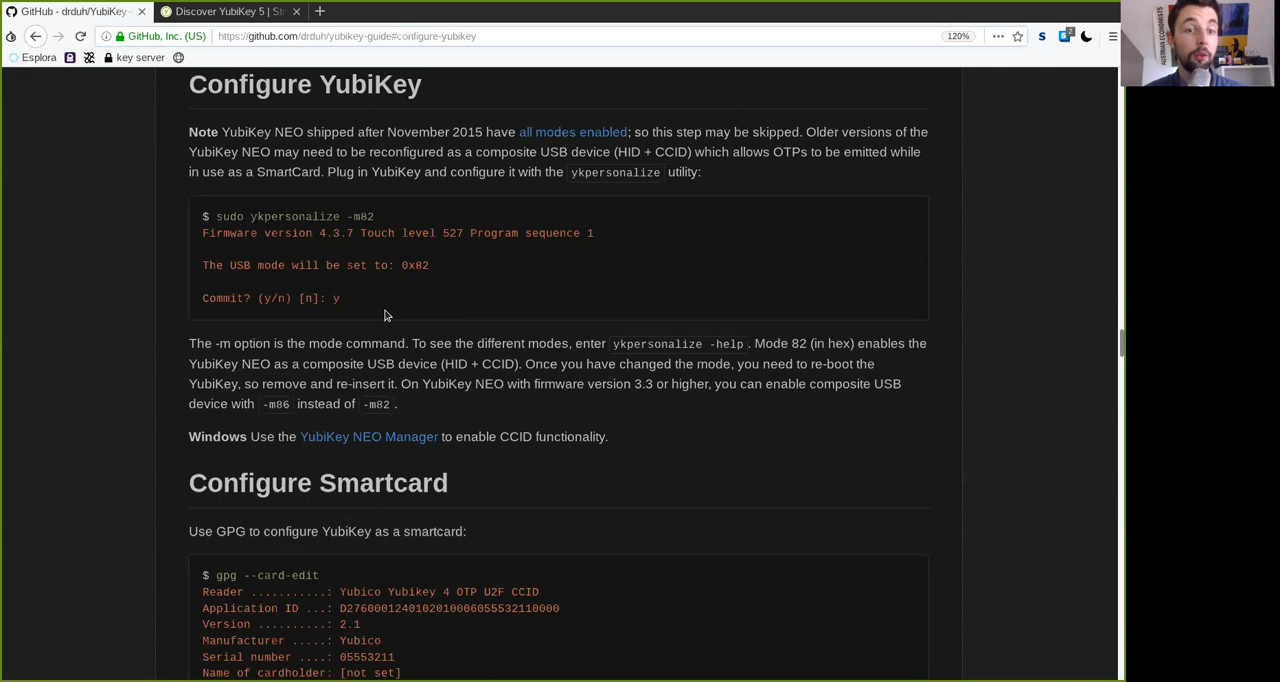 GitHub - drduh/YubiKey-
Discover YubiKey 5 | Str
GitHub, Inc. (US)
https://github.com/drduh/yubikey-guide#configure-yubikey
120%
S
2
Esplora
key server
AUSTRIAN ECONOMISTS
Configure YubiKey
Note YubiKey NEO shipped after November 2015 have all modes enabled; so this step may be skipped. Older versions of the
YubiKey NEO may need to be reconfigured as a composite USB device (HID + CCID) which allows OTPs to be emitted while
in use as a SmartCard. Plug in YubiKey and configure it with the ykpersonalize utility:
$ sudo ykpersonalize -m82
Firmware version 4.3.7 Touch level 527 Program sequence 1
The USB mode will be set to: 0x82
Commit? (y/n) [n]: y
The -m option is the mode command. To see the different modes, enter ykpersonalize -help. Mode 82 (in hex) enables the
YubiKey NEO as a composite USB device (HID + CCID). Once you have changed the mode, you need to re-boot the
YubiKey, so remove and re-insert it. On YubiKey NEO with firmware version 3.3 or higher, you can enable composite USB
device with -m86 instead of -m82.
Windows Use the YubiKey NEO Manager to enable CCID functionality.
Configure Smartcard
Use GPG to configure YubiKey as a smartcard:
$ gpg --card-edit
Reader ...........: Yubico Yubikey 4 OTP U2F CCID
Application ID ...: D2760001240102010006055532110000
Version ..........: 2.1
Manufacturer .....: Yubico
Serial number ....: 05553211
Name of cardholder: [not set]